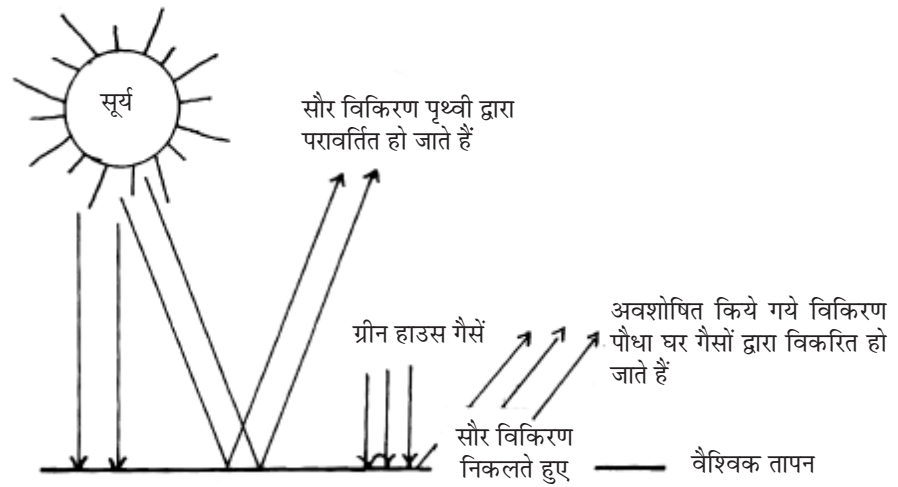 सूर्य
सौर विकिरण पृथ्वी द्वारा
परावर्तित हो जाते हैं
ग्रीन हाउस गैसें
अवशोषित किये गये विकिरण
पौधा घर गैसों द्वारा विकरित हो
जाते हैं
सौर विकिरण
निकलते हुए
वैश्विक तापन